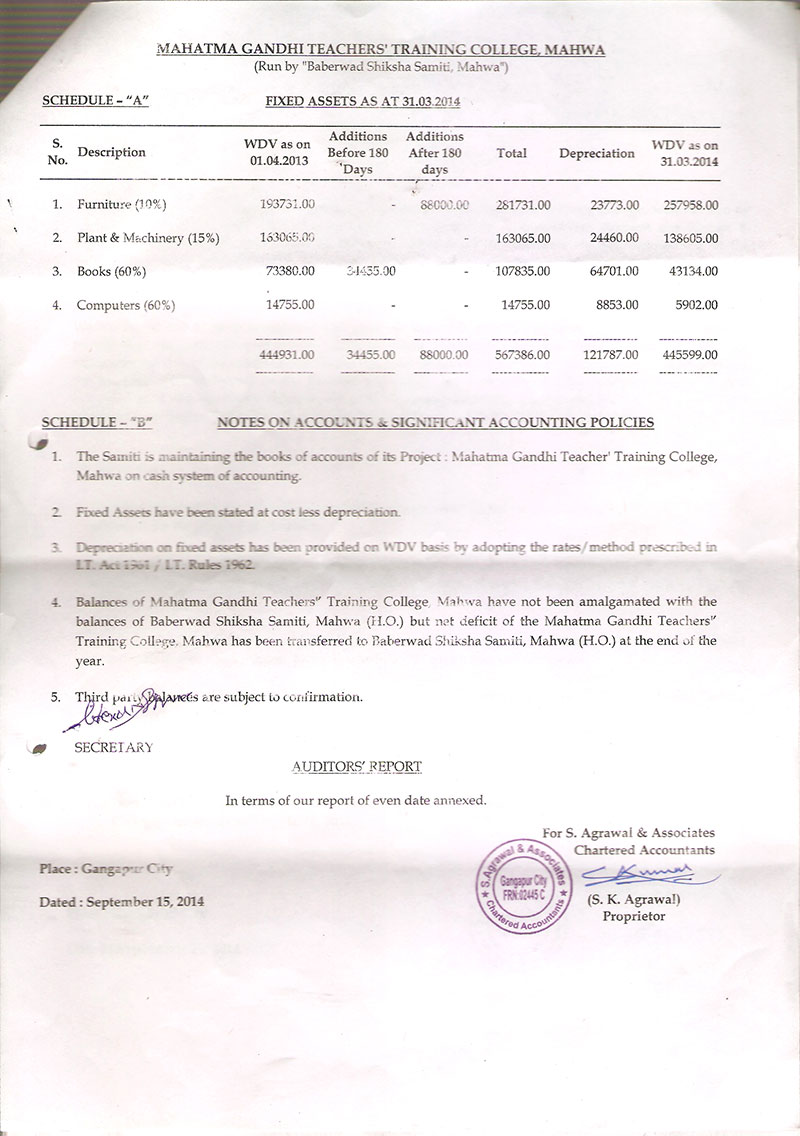 MAHATMA GANDHI TEACHERS' TRAINING COLLEGE, MAHWA
(Run by "Baberwad Shiksha Samiti, Mahwa")
SCHEDULE – "A" FIXED ASSETS AS AT 31.03.2014
S. No. Description WDV as on 01.04.2013 Additions Before 180 Days Additions After 180 days Total Depreciation WDV as on 31.03.2014
1. Furniture (10%) 193731.00 - 88000.00 281731.00 23773.00 257958.00
2. Plant & Machinery (15%) 163065.00 - - 163065.00 24460.00 138605.00
3. Books (60%) 73380.00 34455.00 - 107835.00 64701.00 43134.00
4. Computers (60%) 14755.00 - - 14755.00 8853.00 5902.00
444931.00 34455.00 88000.00 567386.00 121787.00 445599.00
SCHEDULE – "B" NOTES ON ACCOUNTS & SIGNIFICANT ACCOUNTING POLICIES
1. The Samiti is maintaining the books of accounts of its Project : Mahatma Gandhi Teacher' Training College,
Mahwa on cash system of accounting.
2. Fixed Assets have been stated at cost less depreciation.
3. Depreciation on fixed assets has been provided on WDV basis by adopting the rates/method prescribed in
I.T. Act 1961 / I.T. Rules 1962.
4. Balances of Mahatma Gandhi Teachers" Training College, Mahwa have not been amalgamated with the
balances of Baberwad Shiksha Samiti, Mahwa (H.O.) but net deficit of the Mahatma Gandhi Teachers"
Training College, Mahwa has been transferred to Baberwad Shiksha Samiti, Mahwa (H.O.) at the end of the
year.
5. Third party balances are subject to confirmation.
SECRETARY
AUDITORS' REPORT
In terms of our report of even date annexed.
For S. Agrawal & Associates
Chartered Accountants
S. Agrawal & Associates
Gangapur City
FRN:02445 C
Chartered Accountants
Place : Gangapur City
Dated : September 15, 2014
(S. K. Agrawal)
Proprietor